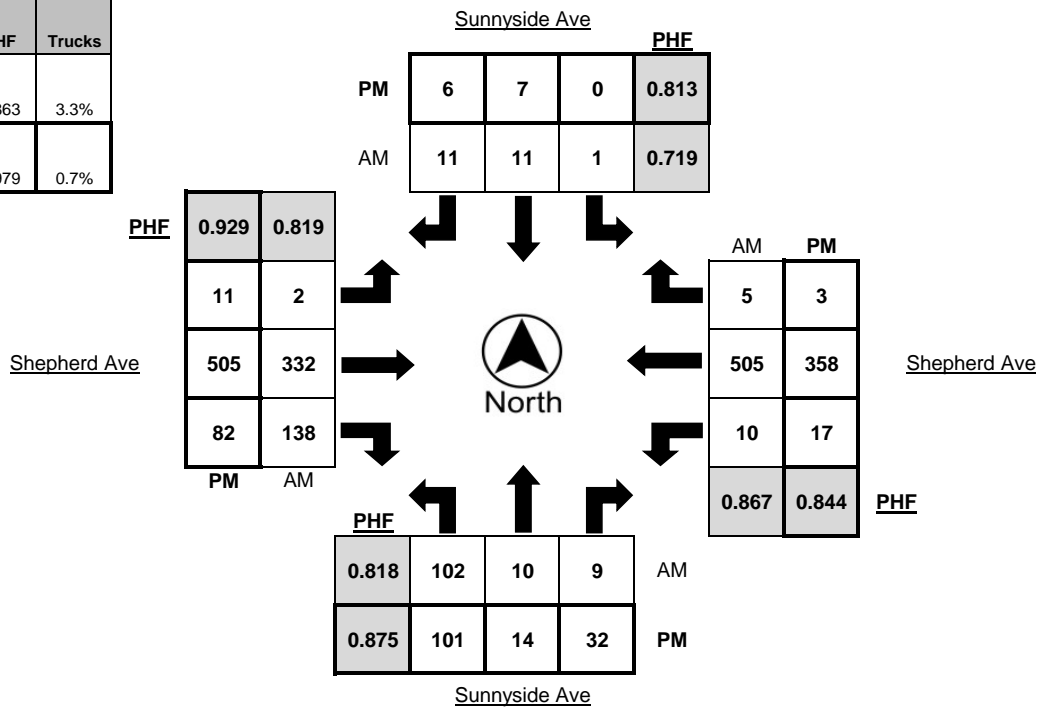 Sunnyside Ave
PHF
Trucks
PM 6 7 0 0.813
3.3%
AM 11 11 1 0.719
0.7%
PHF 0.929 0.819
AM PM
11 2
5 3
Shepherd Ave 505 332
505 358 Shepherd Ave
North
82 138
10 17
PM AM
0.867 0.844 PHF
PHF
0.818 102 10 9 AM
0.875 101 14 32 PM
Sunnyside Ave